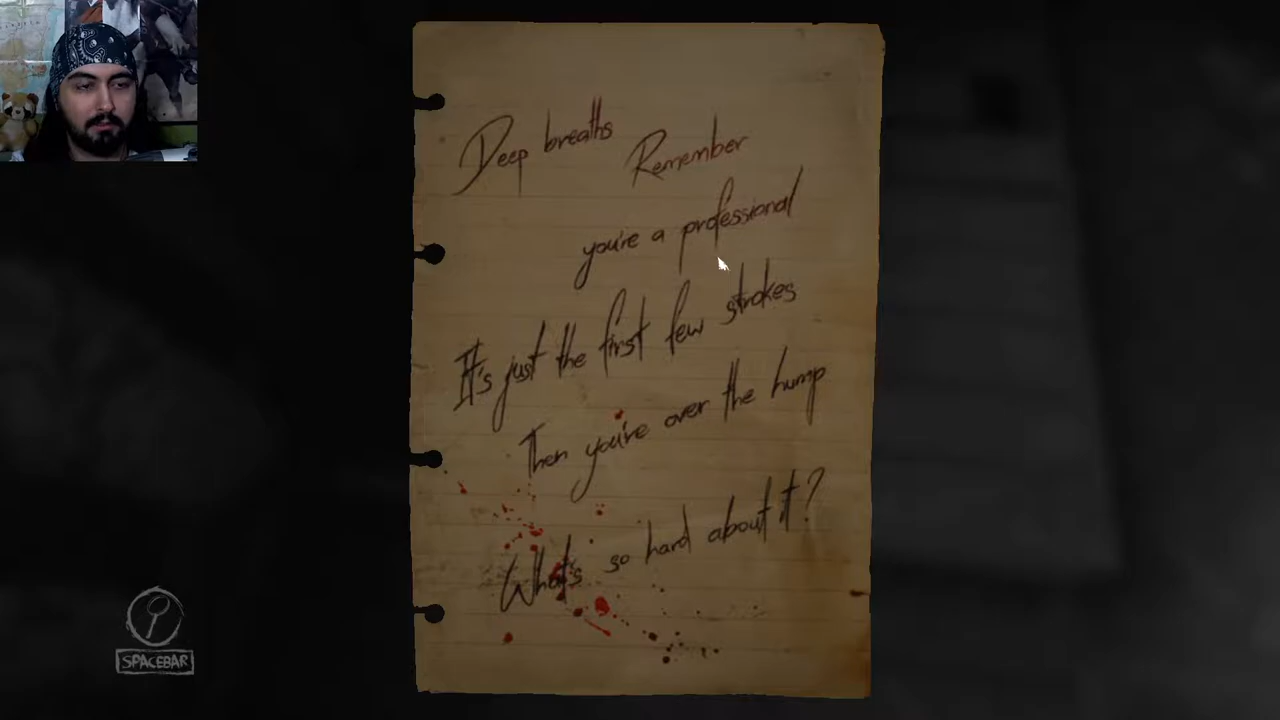 Deep breaths Remember
you're a professional
It's just the first few strokes
Then you're over the hump
What's so hard about it?
SPACEBAR